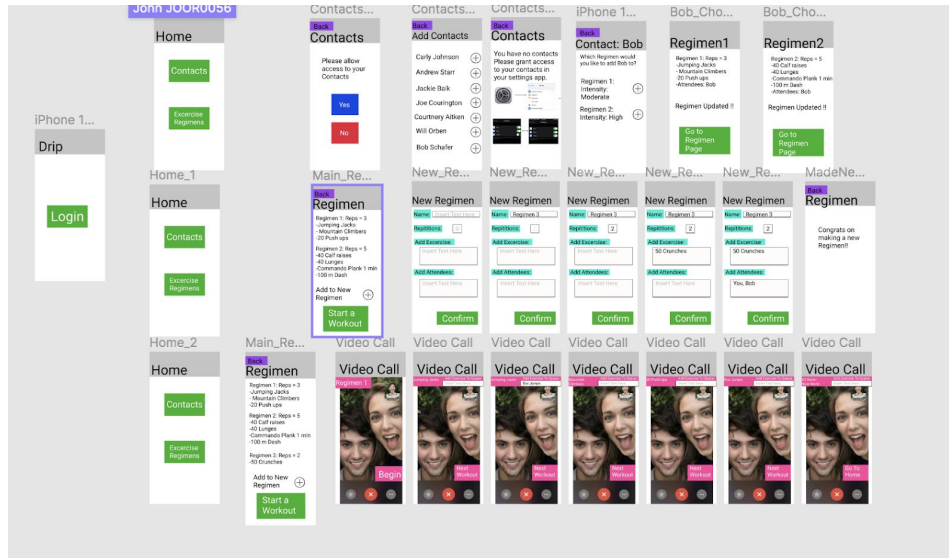 John JOOR0056
Home
Contacts
Excercise
Regimens
iPhone 1...
Drip
Login
Contacts...
Back
Contacts
Please allow
access to your
Contacts
Yes
No
Contacts...
Back
Add Contacts
Carly Johnson
Andrew Starr
Jackie Baik
Joe Courington
Courtnery Aitken
Will Orben
Bob Schafer
Contacts...
Back
Contacts
You have no contacts
Please grant access
to your contacts in
your settings app.
iPhone 1...
Back
Contact: Bob
Which Regimen would
you like to add Bob to?
Regimen 1:
Intensity:
Moderate
Regimen 2:
Intensity: High
Bob_Cho...
Regimen1
Regimen 1: Reps = 3
-Jumping Jacks
- Mountain Climbers
-20 Push ups
-Attendees: Bob
Regimen Updated !!
Go to
Regimen
Page
Bob_Cho...
Regimen2
Regimen 2: Reps = 5
-40 Calf raises
-40 Lunges
-Commando Plank 1 min
-100 m Dash
-Attendees: Bob
Regimen Updated !!
Go to
Regimen
Page
Home_1
Home
Contacts
Excercise
Regimens
Main_Re...
Back
Regimen
Regimen 1: Reps = 3
-Jumping Jacks
- Mountain Climbers
-20 Push ups
Regimen 2: Reps = 5
-40 Calf raises
-40 Lunges
-Commando Plank 1 min
-100 m Dash
Add to New
Regimen
Start a
Workout
New_Re...
New Regimen
Name Insert Text Here
Repititions
Add Excercise:
Insert Text Here
Add Attendees:
Insert Text Here
Confirm
New_Re...
New Regimen
Name Regimen 3
Repititions
Add Excercise:
Insert Text Here
Add Attendees:
Insert Text Here
Confirm
New_Re...
New Regimen
Name Regimen 3
Repititions 2
Add Excercise:
Insert Text Here
Add Attendees:
Insert Text Here
Confirm
New_Re...
New Regimen
Name Regimen 3
Repititions 2
Add Excercise:
50 Crunches
Add Attendees:
Insert Text Here
Confirm
New_Re...
New Regimen
Name Regimen 3
Repititions 2
Add Excercise:
50 Crunches
Add Attendees:
You, Bob
Confirm
MadeNe...
Back
Regimen
Congrats on
making a new
Regimen!!
Home_2
Home
Contacts
Excercise
Regimens
Main_Re...
Back
Regimen
Regimen 1: Reps = 3
-Jumping Jacks
- Mountain Climbers
-20 Push ups
Regimen 2: Reps = 5
-40 Calf raises
-40 Lunges
-Commando Plank 1 min
-100 m Dash
Regimen 3: Reps = 2
-50 Crunches
Add to New
Regimen
Start a
Workout
Video Call
Video Call
Regimen 1
Begin
Video Call
Video Call
Jumping Jacks
Next
Workout
Video Call
Video Call
Next
Workout
Video Call
Video Call
Next
Workout
Video Call
Video Call
Next
Workout
Video Call
Video Call
Next
Workout
Video Call
Video Call
Go To
Home